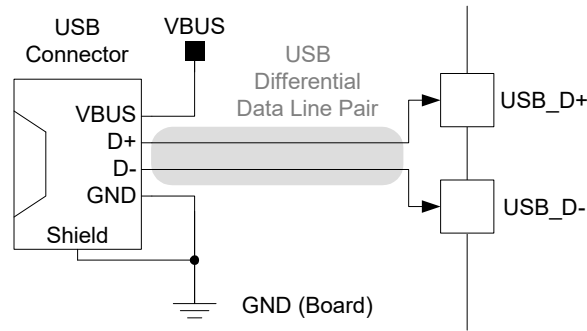 USB
Connector
VBUS
USB
Differential
Data Line Pair
VBUS
D+
D-
GND
Shield
USB_D+
USB_D-
GND (Board)